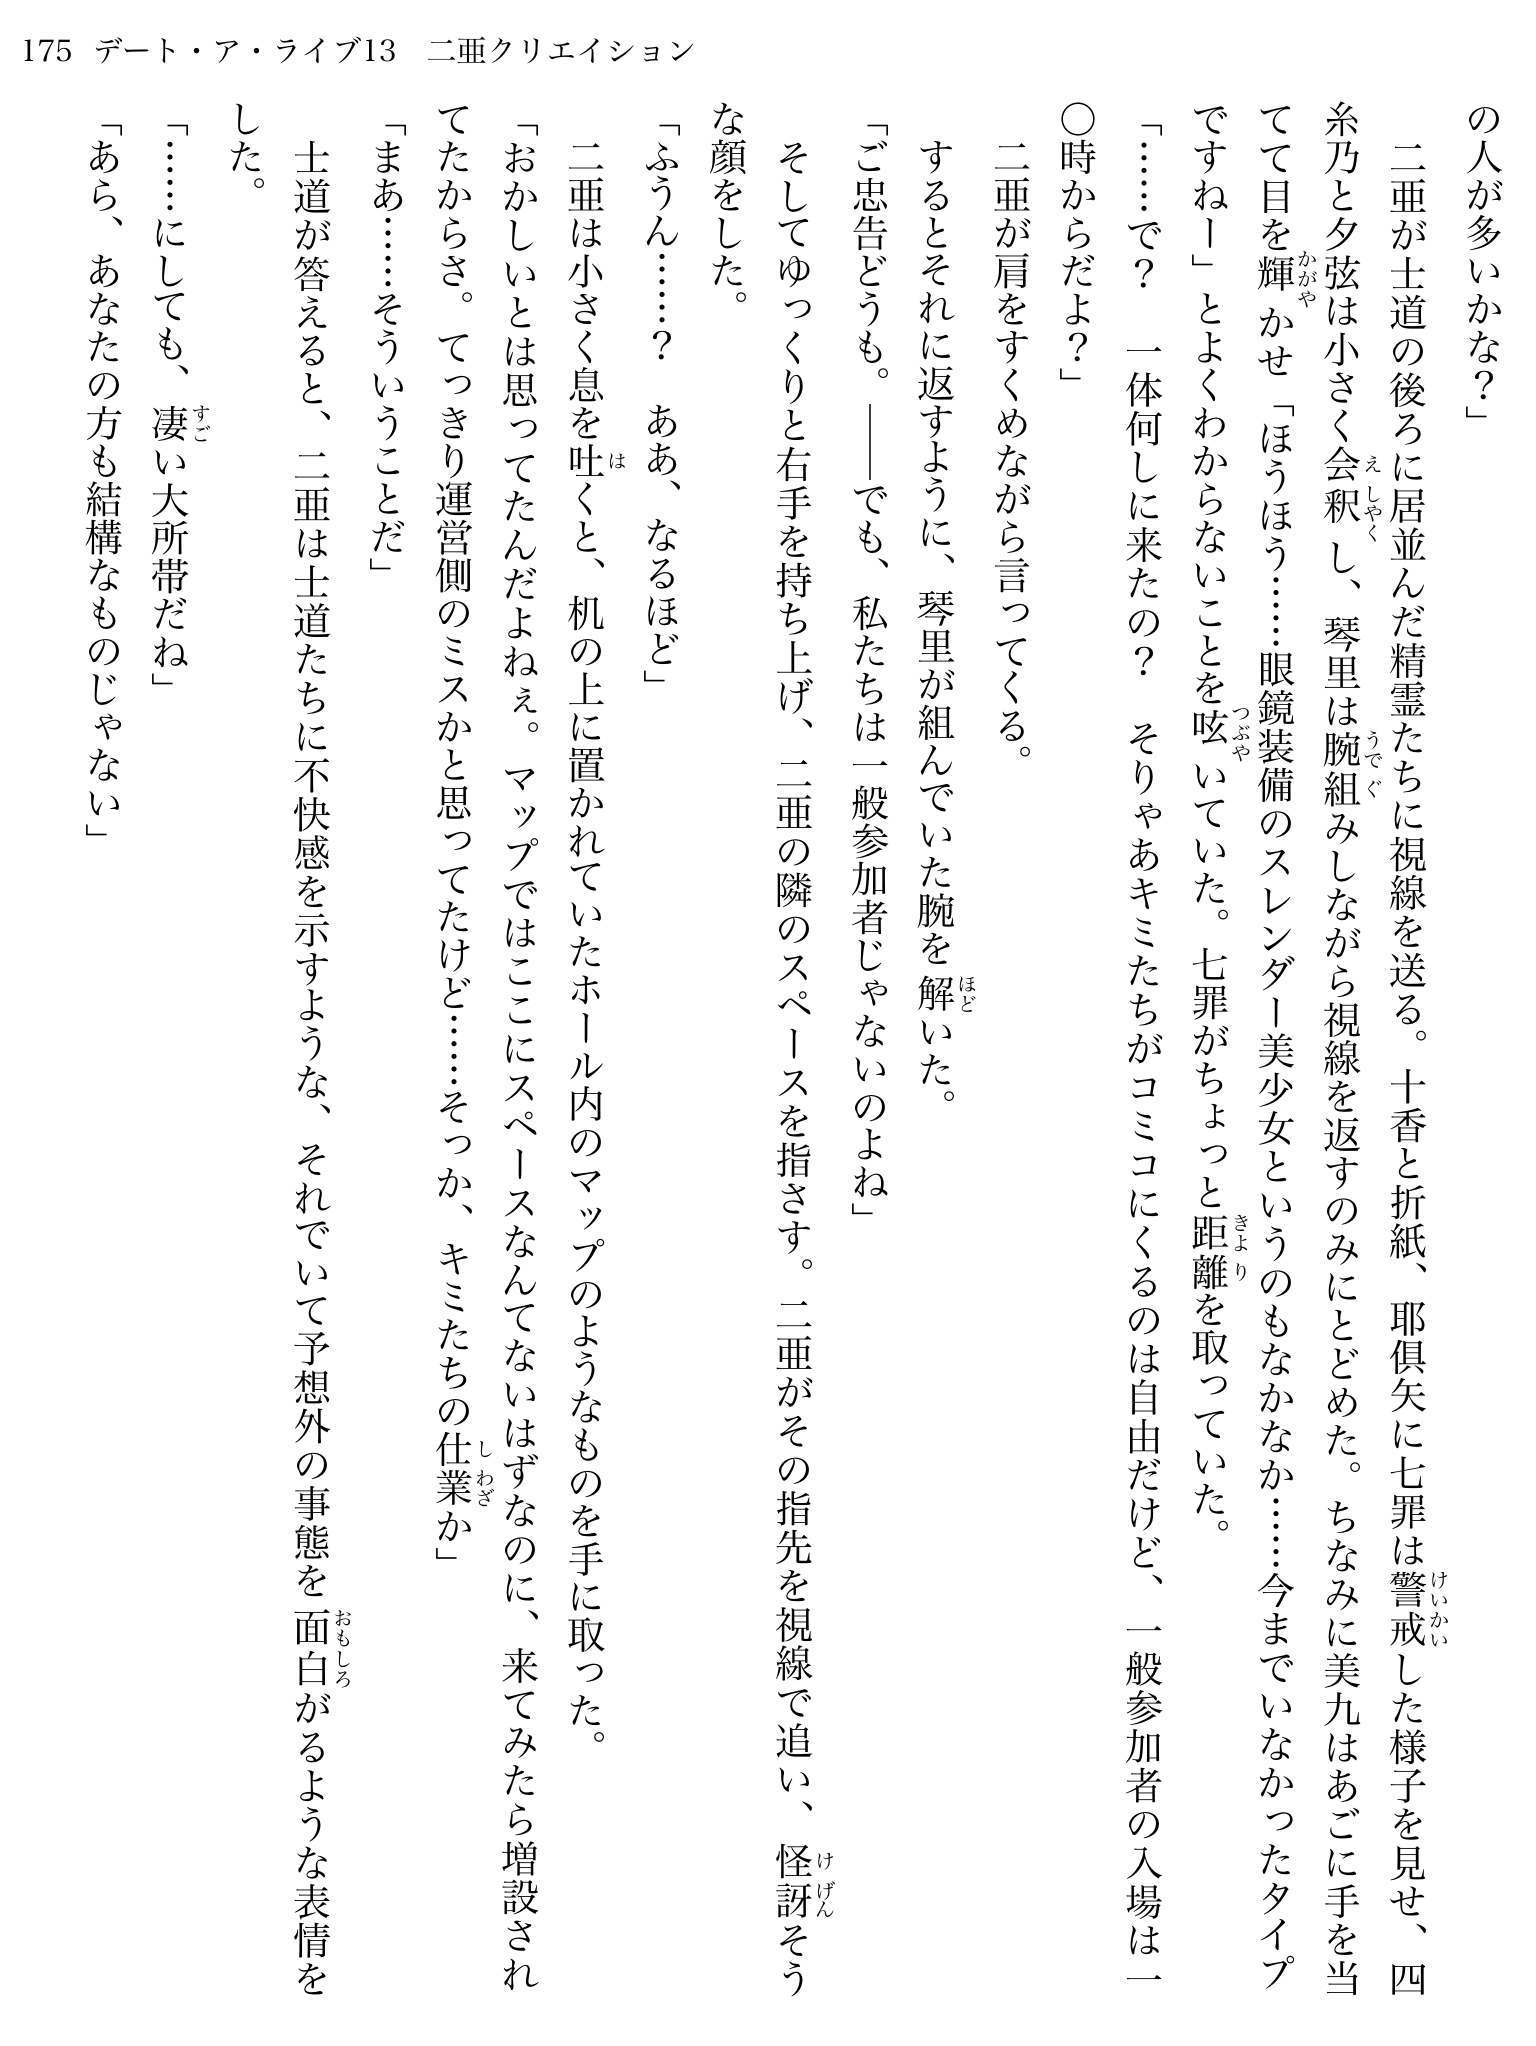 175 デート・ア・ライブ13　二亜クリエイション
の人が多いかな？」
　二亜が士道の後ろに居並んだ精霊たちに視線を送る。十香と折紙、耶俱矢に七罪は警戒した様子を見せ、四
糸乃と夕弦は小さく会釈し、琴里は腕組みしながら視線を返すのみにとどめた。ちなみに美九はあごに手を当
てて目を輝かせ「ほうほう……眼鏡装備のスレンダー美少女というのもなかなか……今までいなかったタイプ
ですねー」とよくわからないことを呟いていた。七罪がちょっと距離を取っていた。
「……で？　一体何しに来たの？　そりゃあキミたちがコミコにくるのは自由だけど、一般参加者の入場は一
〇時からだよ？」
　二亜が肩をすくめながら言ってくる。
　するとそれに返すように、琴里が組んでいた腕を解いた。
「ご忠告どうも。――でも、私たちは一般参加者じゃないのよね」
　そしてゆっくりと右手を持ち上げ、二亜の隣のスペースを指さす。二亜がその指先を視線で追い、怪訝そう
な顔をした。
「ふうん……？　ああ、なるほど」
　二亜は小さく息を吐くと、机の上に置かれていたホール内のマップのようなものを手に取った。
「おかしいとは思ってたんだよねぇ。マップではここにスペースなんてないはずなのに、来てみたら増設され
てたからさ。てっきり運営側のミスかと思ってたけど……そっか、キミたちの仕業か」
「まあ……そういうことだ」
　士道が答えると、二亜は士道たちに不快感を示すような、それでいて予想外の事態を面白がるような表情を
した。
「……にしても、凄い大所帯だね」
「あら、あなたの方も結構なものじゃない」